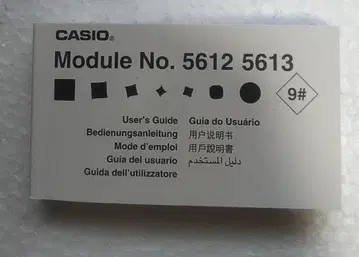 CASIO®
Module No. 5612 5613
9#
User's Guide Guia do Usuário
Bedienungsanleitung 用户说明书
Mode d'emploi 用戶說明書
Guía del usuario دليل المستخدم
Guida dell'utilizzatore